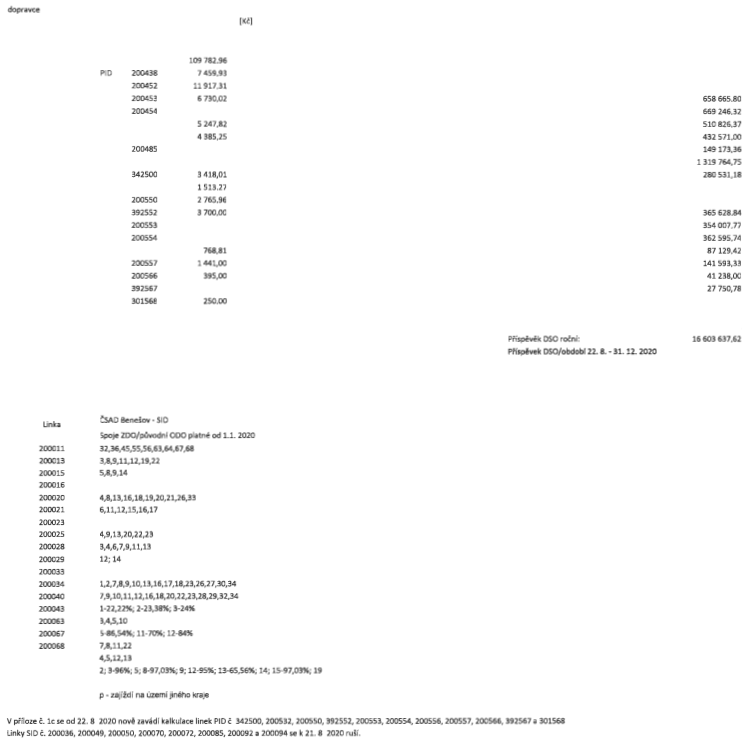 dopravce
[Kč]
109 782,96
PID 200438 7 459,93
200452 11 917,31
200453 6 730,02 658 665,80
200454 669 246,32
5 247,82 510 826,37
4 385,25 432 571,00
200485 149 173,36
1 319 764,75
342500 3 418,01 280 531,18
1 513,27
200550 2 765,96
392552 3 700,00 365 628,84
200553 354 007,77
200554 362 595,74
768,81 87 129,42
200557 1 441,00 141 593,33
200566 395,00 41 238,00
392567 27 750,78
301568 250,00
Příspěvěk DSO roční: 16 603 637,62
Příspěvek DSO/období 22. 8. - 31. 12. 2020
ČSAD Benešov - SID
Linka
Spoje ZDO/původní ODO platné od 1.1. 2020
200011 32,36,45,55,56,63,64,67,68
200013 3,8,9,11,12,19,22
200015 5,8,9,14
200016
200020 4,8,13,16,18,19,20,21,26,33
200021 6,11,12,15,16,17
200023
200025 4,9,13,20,22,23
200028 3,4,6,7,9,11,13
200029 12; 14
200033
200034 1,2,7,8,9,10,13,16,17,18,23,26,27,30,34
200040 7,9,10,11,12,16,18,20,22,23,28,29,32,34
200043 1-22,22%; 2-23,38%; 3-24%
200063 3,4,5,10
200067 5-86,54%; 11-70%; 12-84%
200068 7,8,11,22
4,5,12,13
2; 3-96%; 5; 8-97,03%; 9; 12-95%; 13-65,56%; 14; 15-97,03%; 19
p - zajíždí na území jiného kraje
V příloze č. 1c se od 22. 8 2020 nově zavádí kalkulace linek PID č 342500, 200532, 200550, 392552, 200553, 200554, 200556, 200557, 200566, 392567 a 301568
Linky SID č. 200036, 200049, 200050, 200070, 200072, 200085, 200092 a 200094 se k 21. 8 2020 ruší.